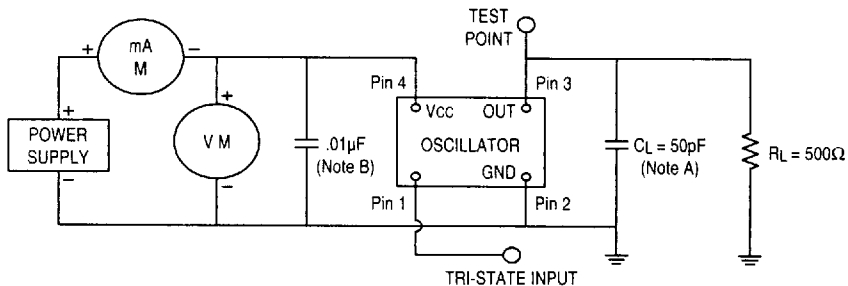 TEST
POINT
+
mA
M
−
Pin 4
Pin 3
+
POWER
SUPPLY
−
+
V M
−
.01µF
(Note B)
VCC
OUT
OSCILLATOR
GND
CL = 50pF
(Note A)
RL = 500Ω
Pin 1
Pin 2
TRI-STATE INPUT